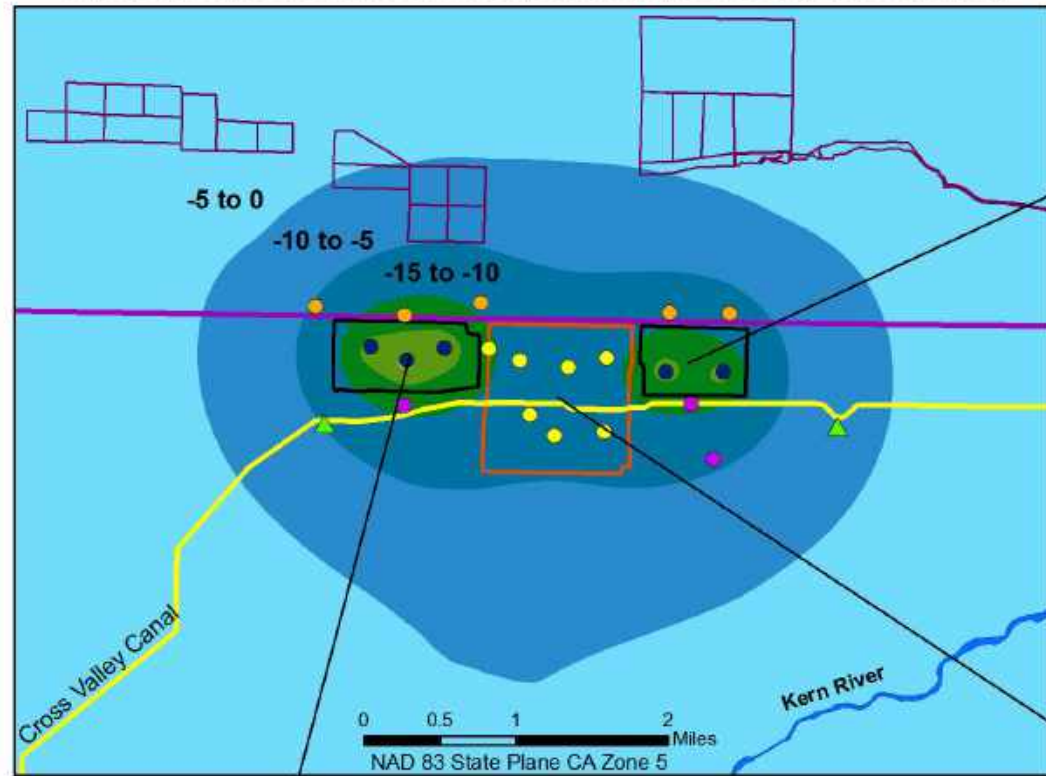 -5 to 0
-10 to -5
-15 to -10
Cross Valley Canal
Kern River
0 0.5 1 2
Miles
NAD 83 State Plane CA Zone 5